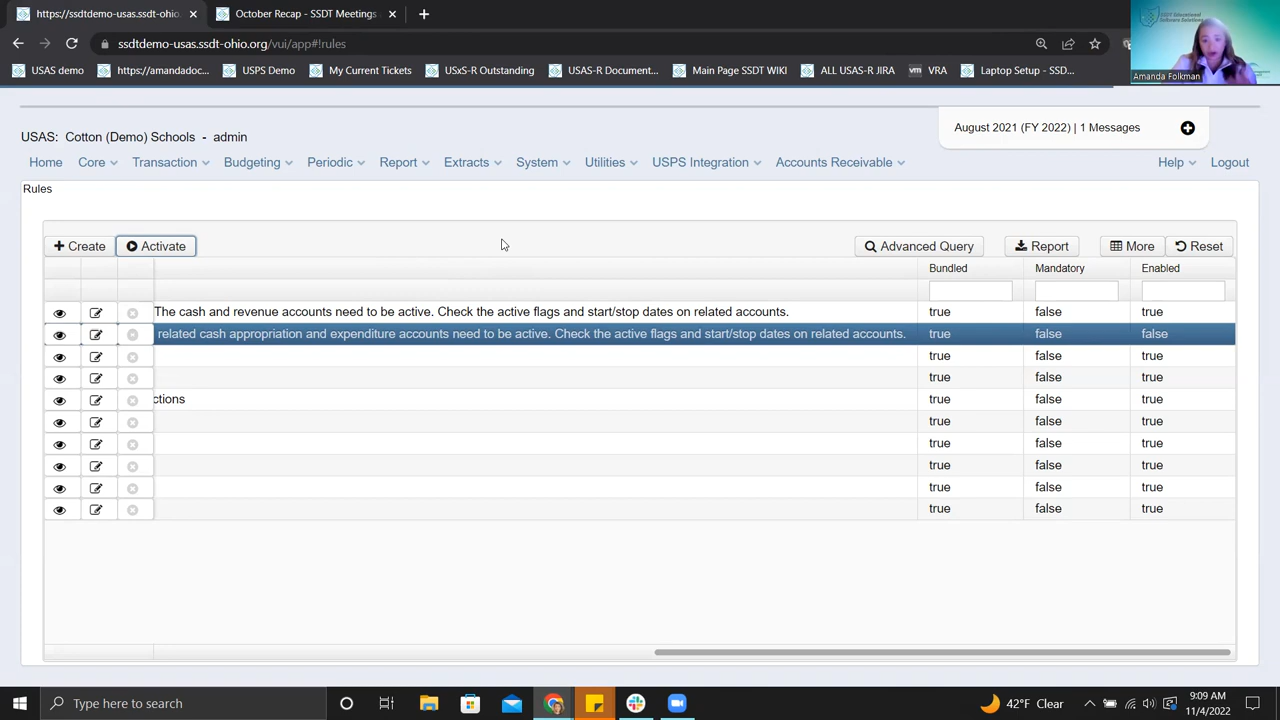 https://ssdtdemo-usas.ssdt-ohio.org
October Recap - SSDT Meetings
ssdtdemo-usas.ssdt-ohio.org/vui/app#!rules
USAS demo
https://amandadoc...
USPS Demo
My Current Tickets
USxS-R Outstanding
USAS-R Document...
Main Page SSDT WIKI
ALL USAS-R JIRA
VRA
Laptop Setup - SSD...
Amanda Folkman
USAS: Cotton (Demo) Schools - admin
August 2021 (FY 2022) | 1 Messages
Home Core Transaction Budgeting Periodic Report Extracts System Utilities USPS Integration Accounts Receivable Help Logout
Rules
Create Activate Advanced Query Report More Reset
Bundled Mandatory Enabled
The cash and revenue accounts need to be active. Check the active flags and start/stop dates on related accounts. true false true
related cash appropriation and expenditure accounts need to be active. Check the active flags and start/stop dates on related accounts. true false false
true false true
true false true
ctions true false true
true false true
true false true
true false true
true false true
true false true
Type here to search
42°F Clear
9:09 AM
11/4/2022